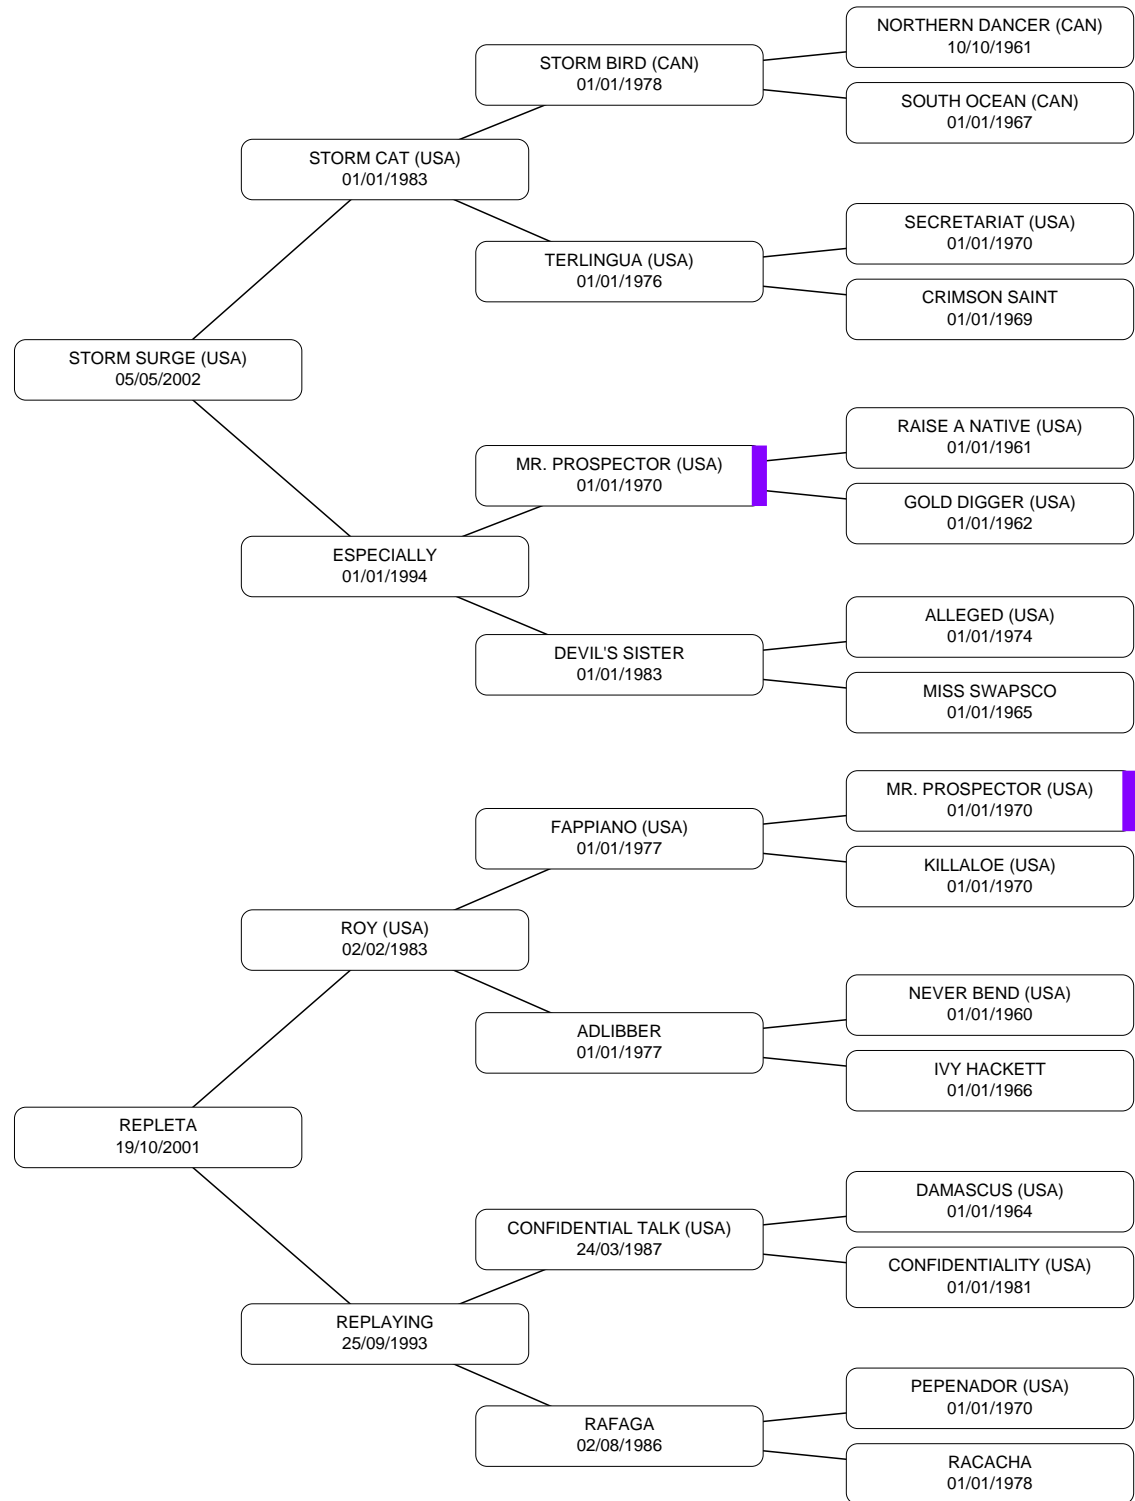 NORTHERN DANCER (CAN)
10/10/1961
STORM BIRD (CAN)
01/01/1978
SOUTH OCEAN (CAN)
01/01/1967
STORM CAT (USA)
01/01/1983
SECRETARIAT (USA)
01/01/1970
TERLINGUA (USA)
01/01/1976
CRIMSON SAINT
01/01/1969
STORM SURGE (USA)
05/05/2002
RAISE A NATIVE (USA)
01/01/1961
MR. PROSPECTOR (USA)
01/01/1970
GOLD DIGGER (USA)
01/01/1962
ESPECIALLY
01/01/1994
ALLEGED (USA)
01/01/1974
DEVIL'S SISTER
01/01/1983
MISS SWAPSCO
01/01/1965
MR. PROSPECTOR (USA)
01/01/1970
FAPPIANO (USA)
01/01/1977
KILLALOE (USA)
01/01/1970
ROY (USA)
02/02/1983
NEVER BEND (USA)
01/01/1960
ADLIBBER
01/01/1977
IVY HACKETT
01/01/1966
REPLETA
19/10/2001
DAMASCUS (USA)
01/01/1964
CONFIDENTIAL TALK (USA)
24/03/1987
CONFIDENTIALITY (USA)
01/01/1981
REPLAYING
25/09/1993
PEPENADOR (USA)
01/01/1970
RAFAGA
02/08/1986
RACACHA
01/01/1978